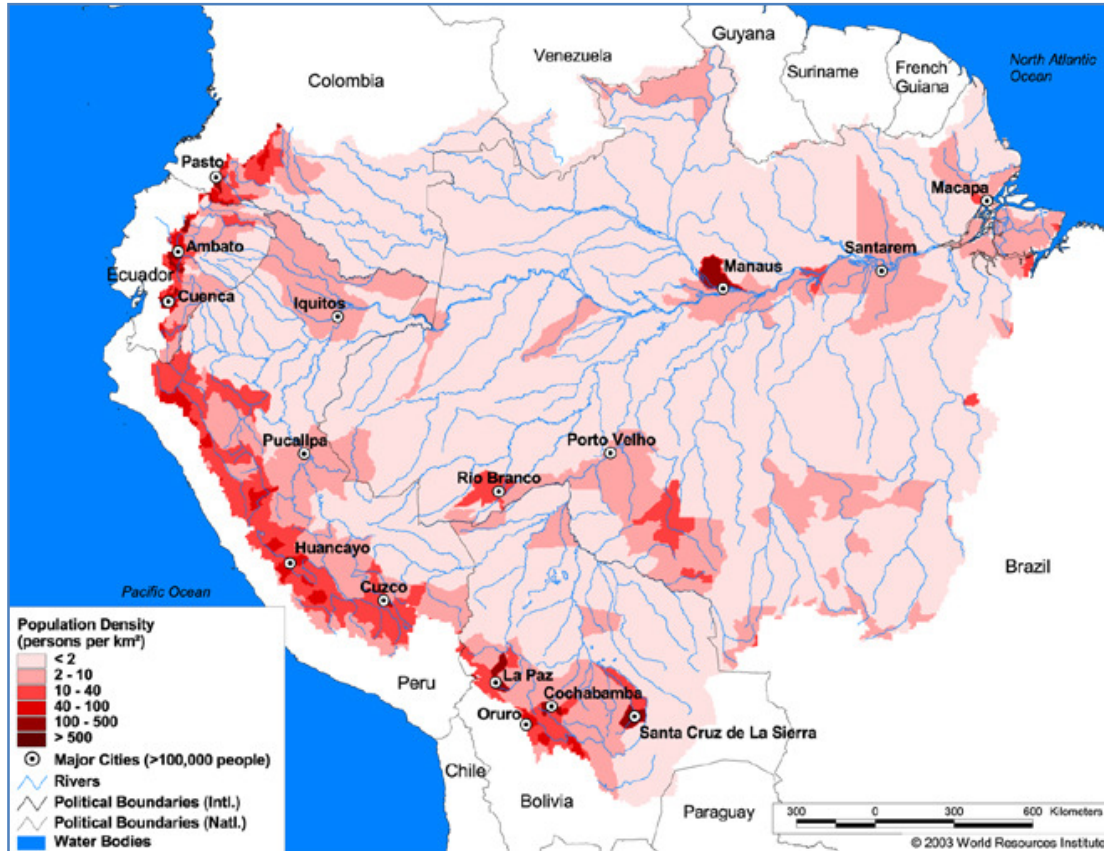 Guyana
Venezuela
North Atlantic
Ocean
Suriname
French
Guiana
Colombia
Pasto
Macapa
Ambato
Santarem
Manaus
Ecuador
Cuenca
Iquitos
Pucallpa
Porto Velho
Rio Branco
Huancayo
Brazil
Pacific Ocean
Cuzco
Population Density
(persons per km²)
< 2
2 - 10
10 - 40
40 - 100
100 - 500
> 500
Major Cities (>100,000 people)
Rivers
Political Boundaries (Intl.)
Political Boundaries (Natl.)
Water Bodies
Peru
La Paz
Cochabamba
Oruro
Santa Cruz de La Sierra
Chile
Bolivia
Paraguay
300 0 300 600 Kilometers
© 2003 World Resources Institute